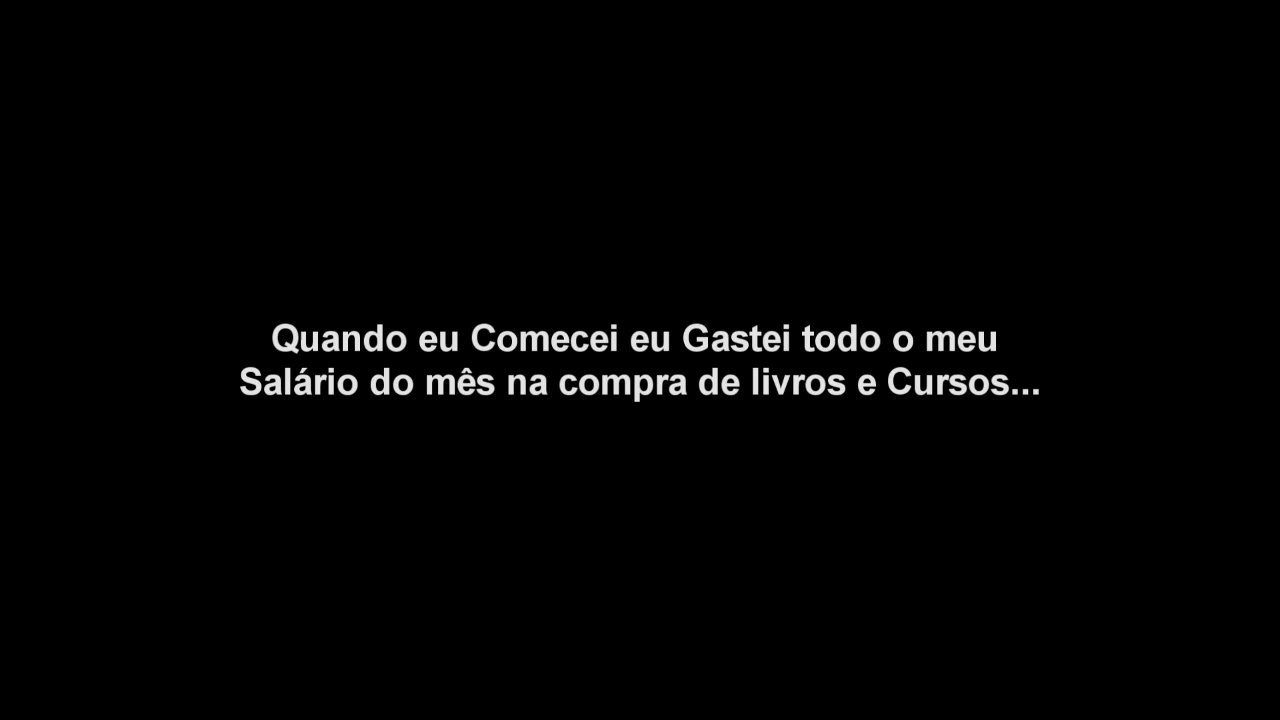 Quando eu Comecei eu Gastei todo o meu
Salário do mês na compra de livros e Cursos...